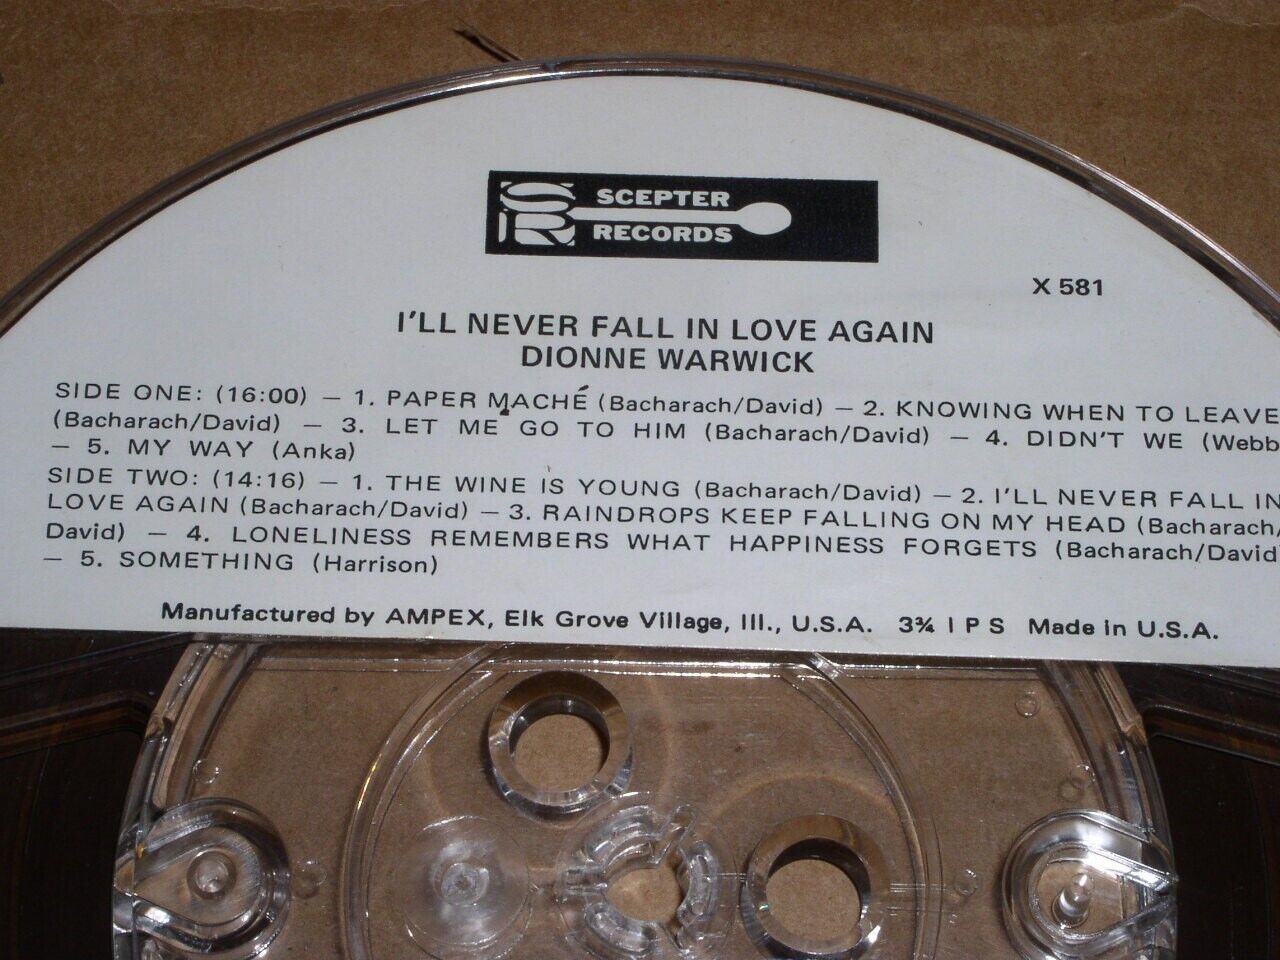 SR SCEPTER
RECORDS
X 581
I'LL NEVER FALL IN LOVE AGAIN
DIONNE WARWICK
SIDE ONE: (16:00) – 1. PAPER MACHÉ (Bacharach/David) – 2. KNOWING WHEN TO LEAVE
(Bacharach/David) – 3. LET ME GO TO HIM (Bacharach/David) – 4. DIDN'T WE (Webb
– 5. MY WAY (Anka)
SIDE TWO: (14:16) – 1. THE WINE IS YOUNG (Bacharach/David) – 2. I'LL NEVER FALL IN
LOVE AGAIN (Bacharach/David) – 3. RAINDROPS KEEP FALLING ON MY HEAD (Bacharach/
David) – 4. LONELINESS REMEMBERS WHAT HAPPINESS FORGETS (Bacharach/David
– 5. SOMETHING (Harrison)
Manufactured by AMPEX, Elk Grove Village, Ill., U.S.A. 3¾ I P S Made in U.S.A.